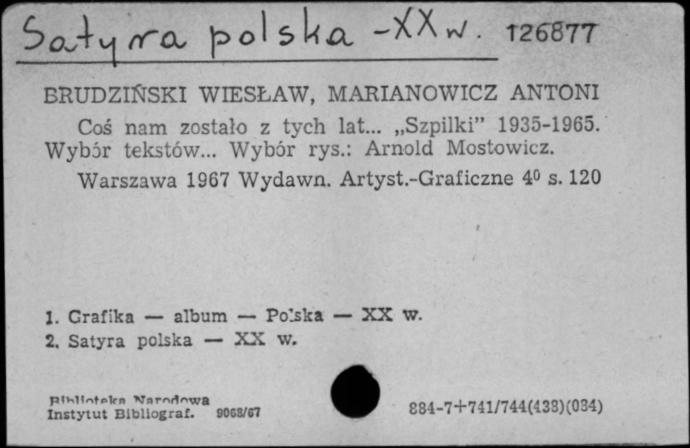 Satyra polska - XX w. 126877
BRUDZIŃSKI WIESŁAW, MARIANOWICZ ANTONI
Coś nam zostało z tych lat... „Szpilki” 1935-1965.
Wybór tekstów... Wybór rys.: Arnold Mostowicz.
Warszawa 1967 Wydawn. Artyst.-Graficzne 4⁰ s. 120
1. Grafika — album — Polska — XX w.
2. Satyra polska — XX w.
Biblioteka Narodowa
Instytut Bibliograf. 9068/67
884-7+741/744(438)(084)